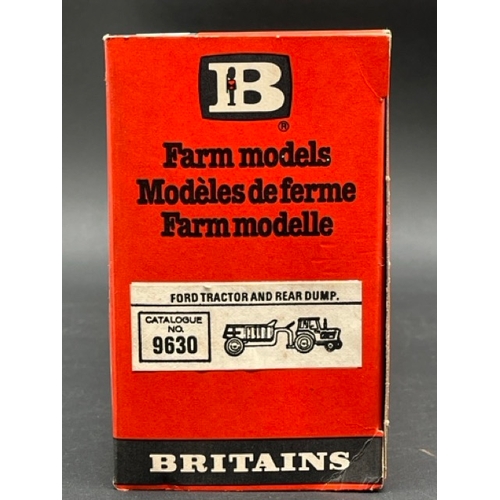 B
®
Farm models
Modèles de ferme
Farm modelle
FORD TRACTOR AND REAR DUMP.
CATALOGUE
NO.
9630
BRITAINS